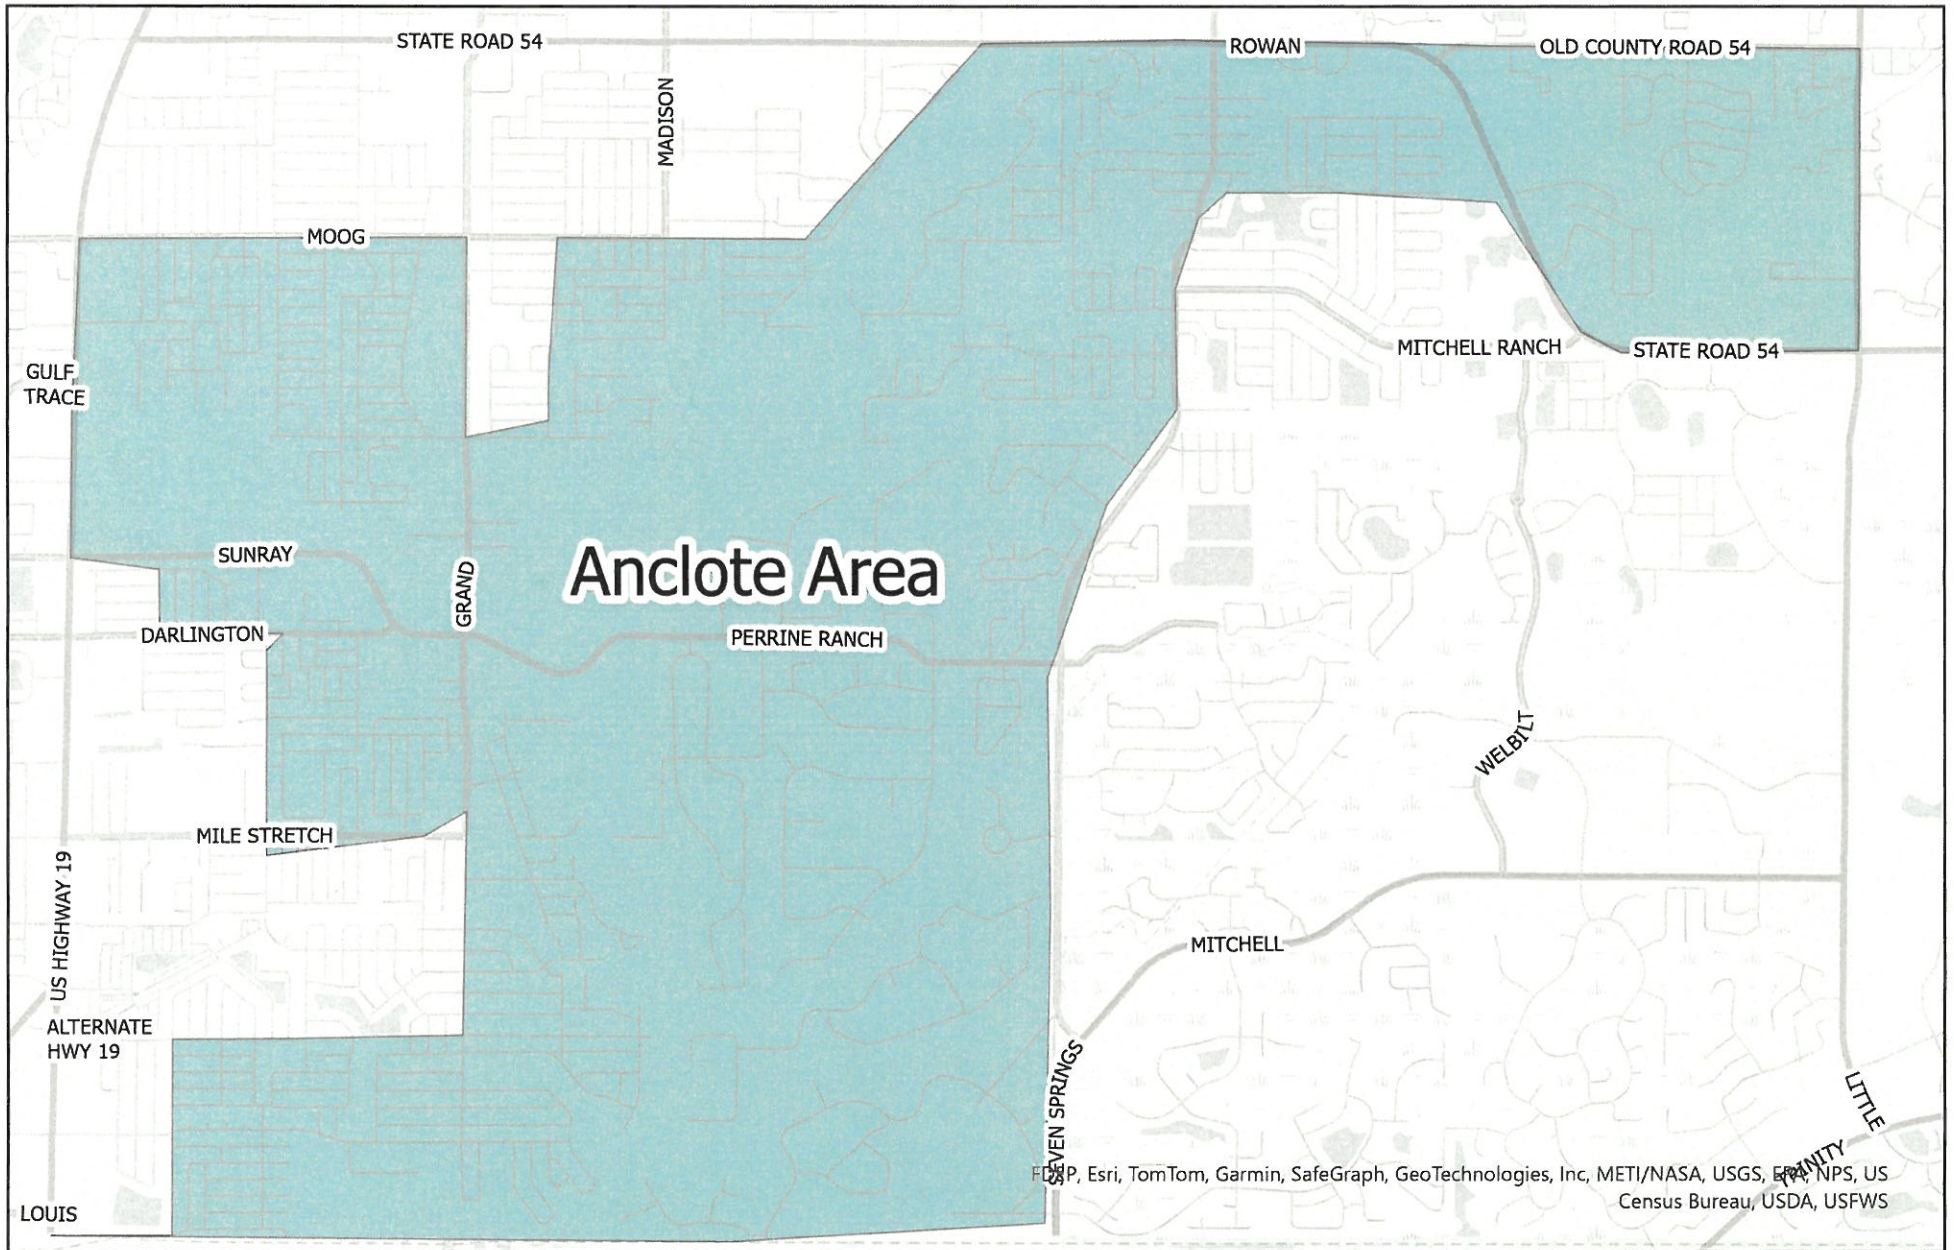 STATE ROAD 54
ROWAN
OLD COUNTY ROAD 54
MADISON
MOOG
MITCHELL RANCH
STATE ROAD 54
GULF
TRACE
SUNRAY
GRAND
Anclote Area
DARLINGTON
PERRINE RANCH
WELBILT
MILE STRETCH
US HIGHWAY 19
MITCHELL
ALTERNATE
HWY 19
SEVEN SPRINGS
LITTLE
TRINITY
FDEP, Esri, TomTom, Garmin, SafeGraph, GeoTechnologies, Inc, METI/NASA, USGS, EPA, NPS, US
Census Bureau, USDA, USFWS
LOUIS